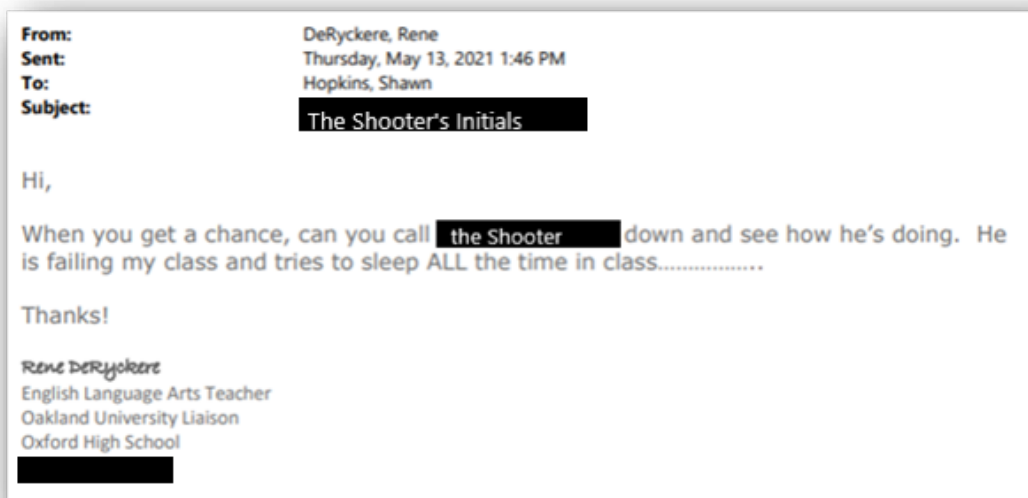 From: DeRyckere, Rene
Sent: Thursday, May 13, 2021 1:46 PM
To: Hopkins, Shawn
Subject: The Shooter's Initials
Hi,
When you get a chance, can you call the Shooter down and see how he's doing. He
is failing my class and tries to sleep ALL the time in class……………..
Thanks!
Rene DeRyckere
English Language Arts Teacher
Oakland University Liaison
Oxford High School